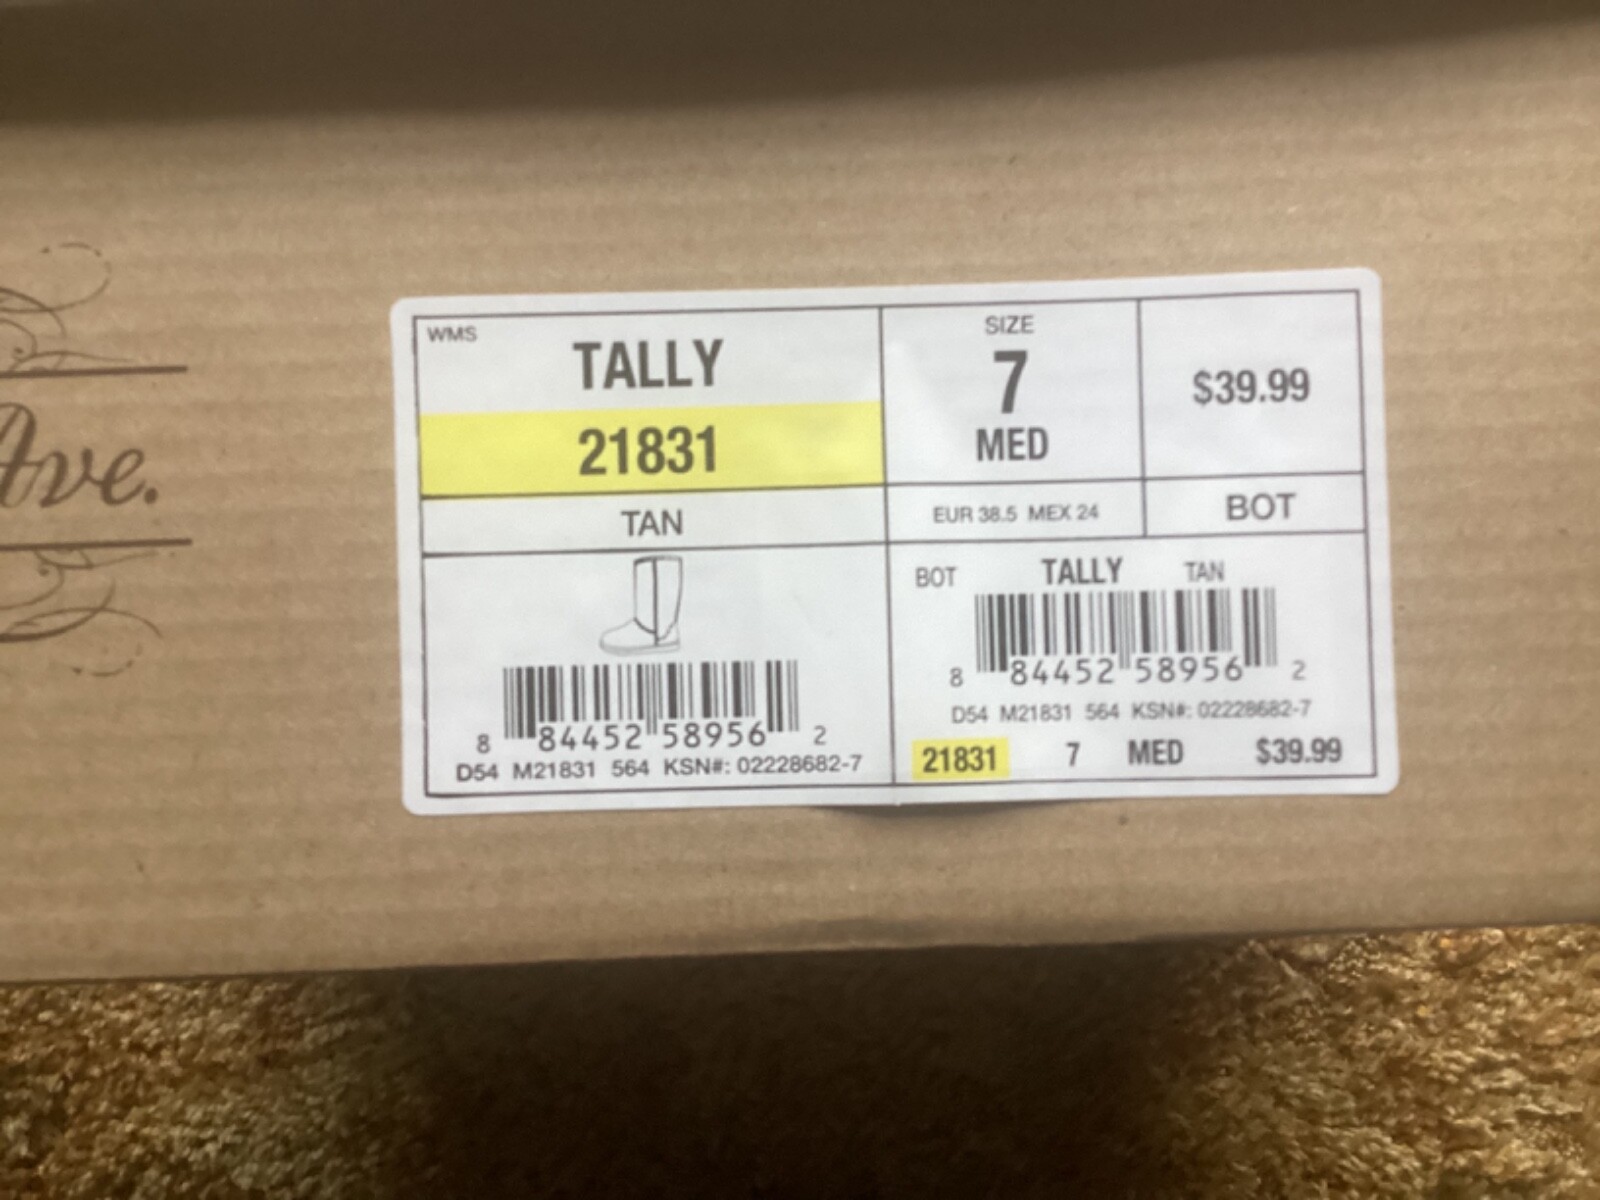 Ave.
WMS
TALLY
21831
TAN
SIZE
7
MED
$39.99
EUR 38.5 MEX 24
BOT
8 84452 58956 2
D54 M21831 564 KSN#: 02228682-7
BOT TALLY TAN
8 84452 58956 2
D54 M21831 564 KSN#: 02228682-7
21831 7 MED $39.99